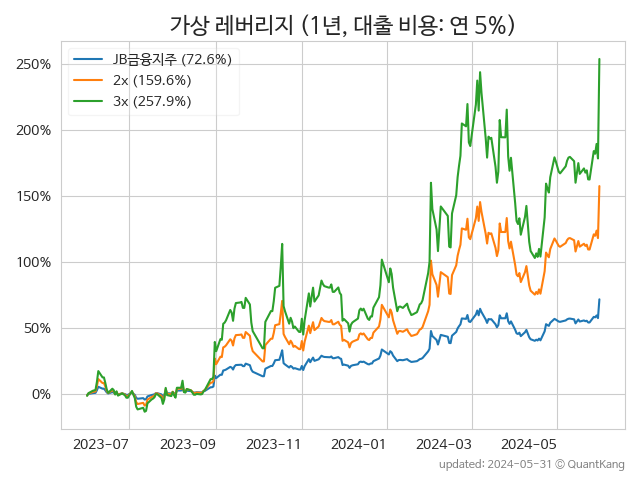 가상 레버리지 (1년, 대출 비용: 연 5%)
JB금융지주 (72.6%)
2x (159.6%)
3x (257.9%)
250%
200%
150%
100%
50%
0%
2023-07
2023-09
2023-11
2024-01
2024-03
2024-05
updated: 2024-05-31 © QuantKang